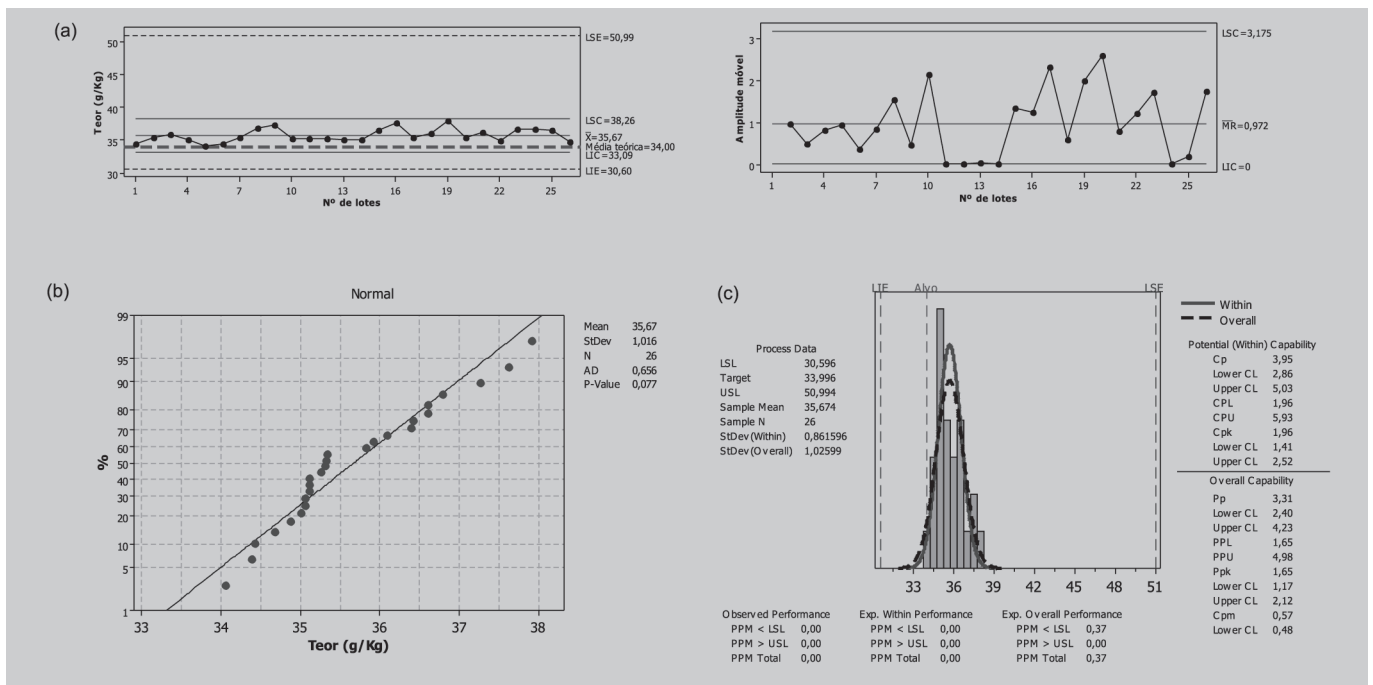 (a)
Teor (g/Kg)
50
45
40
35
30
1 4 7 10 13 16 19 22 25
Nº de lotes
LSE=50,99
LSC=38,26
X=35,67
Média teórica=34,00
LIC=33,09
LIE=30,60
Amplitude móvel
3
2
1
0
1 4 7 10 13 16 19 22 25
Nº de lotes
LSC=3,175
MR=0,972
LIC=0
(b)
Normal
%
99
95
90
80
70
60
50
40
30
20
10
5
1
33 34 35 36 37 38
Teor (g/Kg)
Mean 35,67
StDev 1,016
N 26
AD 0,656
P-Value 0,077
(c)
LIE Alvo LSE
Process Data
LSL 30,596
Target 33,996
USL 50,994
Sample Mean 35,674
Sample N 26
StDev(Within) 0,861596
StDev(Overall) 1,02599
33 36 39 42 45 48 51
Within
Overall
Potential (Within) Capability
Cp 3,95
Lower CL 2,86
Upper CL 5,03
CPL 1,96
CPU 5,93
Cpk 1,96
Lower CL 1,41
Upper CL 2,52
Overall Capability
Pp 3,31
Lower CL 2,40
Upper CL 4,23
PPL 1,65
PPU 4,98
Ppk 1,65
Lower CL 1,17
Upper CL 2,12
Cpm 0,57
Lower CL 0,48
Observed Performance
PPM < LSL 0,00
PPM > USL 0,00
PPM Total 0,00
Exp. Within Performance
PPM < LSL 0,00
PPM > USL 0,00
PPM Total 0,00
Exp. Overall Performance
PPM < LSL 0,37
PPM > USL 0,00
PPM Total 0,37